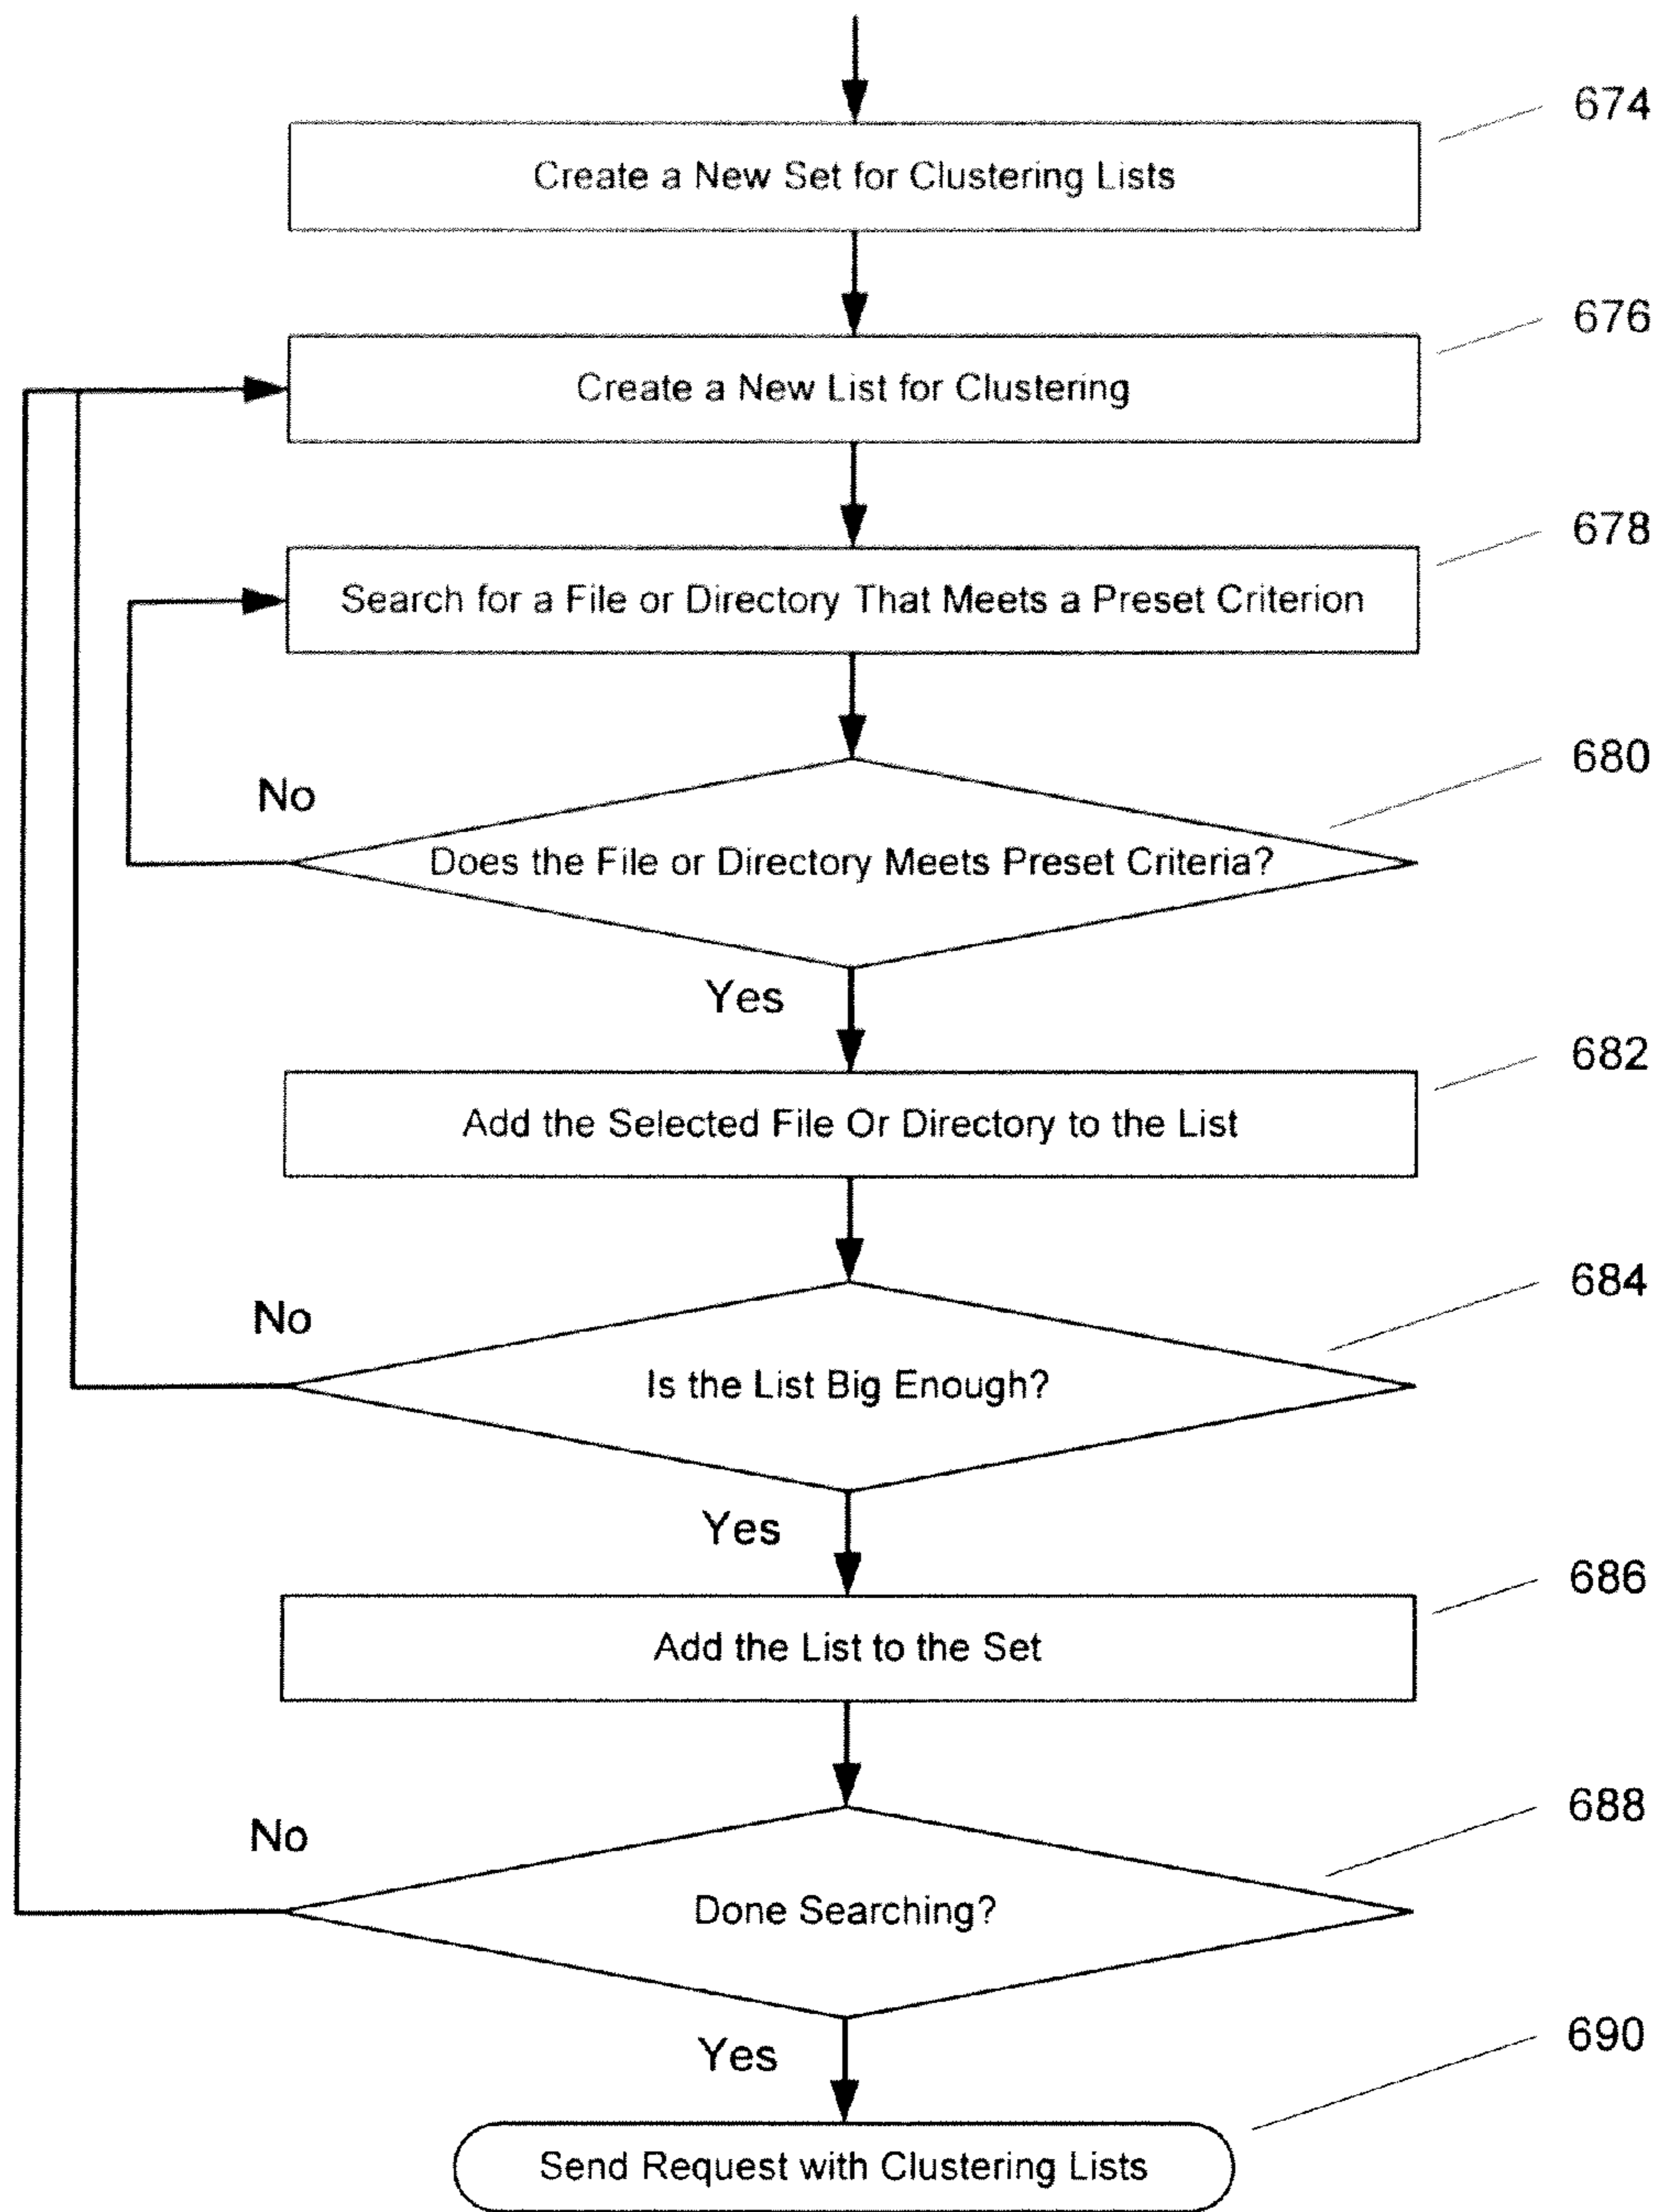 674
Create a New Set for Clustering Lists
676
Create a New List for Clustering
678
Search for a File or Directory That Meets a Preset Criterion
680
No
Does the File or Directory Meets Preset Criteria?
Yes
682
Add the Selected File Or Directory to the List
684
No
Is the List Big Enough?
Yes
686
Add the List to the Set
688
No
Done Searching?
Yes
690
Send Request with Clustering Lists